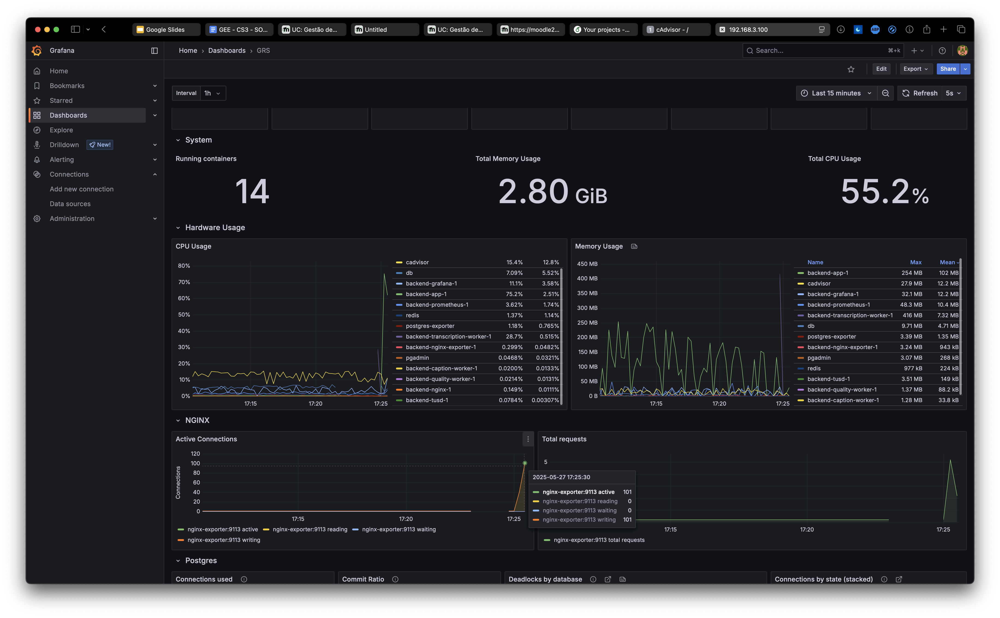 Google Slides
GEE - CS3 - SO...
UC: Gestão de...
Untitled
UC: Gestão de...
https://moodle2...
Your projects -...
1 cAdvisor - /
192.168.3.100
ABP
Grafana
Home › Dashboards › GRS
Search...
⌘+k
Home
Bookmarks
Starred
Dashboards
Explore
Drilldown New!
Alerting
Connections
Add new connection
Data sources
Administration
Edit
Export
Share
Interval 1h
Last 15 minutes
Refresh 5s
System
Running containers
14
Total Memory Usage
2.80 GiB
Total CPU Usage
55.2%
Hardware Usage
CPU Usage
80%
70%
60%
50%
40%
30%
20%
10%
0%
17:15 17:20 17:25
cadvisor 15.4% 12.8%
db 7.09% 5.52%
backend-grafana-1 11.1% 3.58%
backend-app-1 75.2% 2.51%
backend-prometheus-1 3.62% 1.74%
redis 1.37% 1.14%
postgres-exporter 1.18% 0.765%
backend-transcription-worker-1 28.7% 0.515%
backend-nginx-exporter-1 0.299% 0.0482%
pgadmin 0.0468% 0.0321%
backend-caption-worker-1 0.0200% 0.0133%
backend-quality-worker-1 0.0214% 0.0131%
backend-nginx-1 0.149% 0.0111%
backend-tusd-1 0.0784% 0.00307%
Memory Usage
450 MB
400 MB
350 MB
300 MB
250 MB
200 MB
150 MB
100 MB
50 MB
0 B
17:15 17:20 17:25
Name Max Mean
backend-app-1 254 MB 102 MB
cadvisor 27.9 MB 12.2 MB
backend-grafana-1 32.1 MB 12.2 MB
backend-prometheus-1 48.3 MB 10.4 MB
backend-transcription-worker-1 416 MB 7.32 MB
db 9.71 MB 4.71 MB
postgres-exporter 3.39 MB 1.35 MB
backend-nginx-exporter-1 3.24 MB 943 kB
pgadmin 3.07 MB 268 kB
redis 977 kB 224 kB
backend-tusd-1 3.51 MB 149 kB
backend-quality-worker-1 1.37 MB 88.2 kB
backend-caption-worker-1 1.28 MB 33.8 kB
NGINX
Active Connections
Connections
120
100
80
60
40
20
0
17:15 17:20 17:25
nginx-exporter:9113 active nginx-exporter:9113 reading nginx-exporter:9113 waiting
nginx-exporter:9113 writing
2025-05-27 17:25:30
nginx-exporter:9113 active 101
nginx-exporter:9113 reading 0
nginx-exporter:9113 waiting 0
nginx-exporter:9113 writing 101
Total requests
5
17:15 17:20 17:25
nginx-exporter:9113 total requests
Postgres
Connections used
Commit Ratio
Deadlocks by database
Connections by state (stacked)